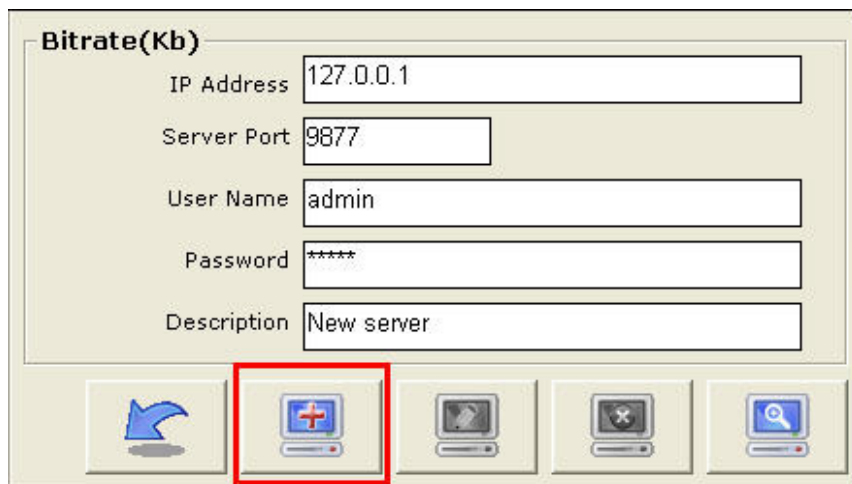 Bitrate(Kb)
IP Address 127.0.0.1
Server Port 9877
User Name admin
Password *****
Description New server